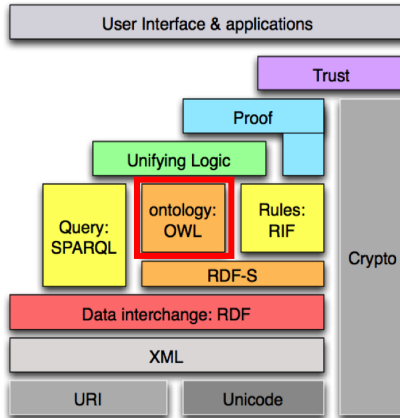 User Interface & applications
Trust
Proof
Unifying Logic
Query:
SPARQL
ontology:
OWL
Rules:
RIF
Crypto
RDF-S
Data interchange: RDF
XML
URI
Unicode